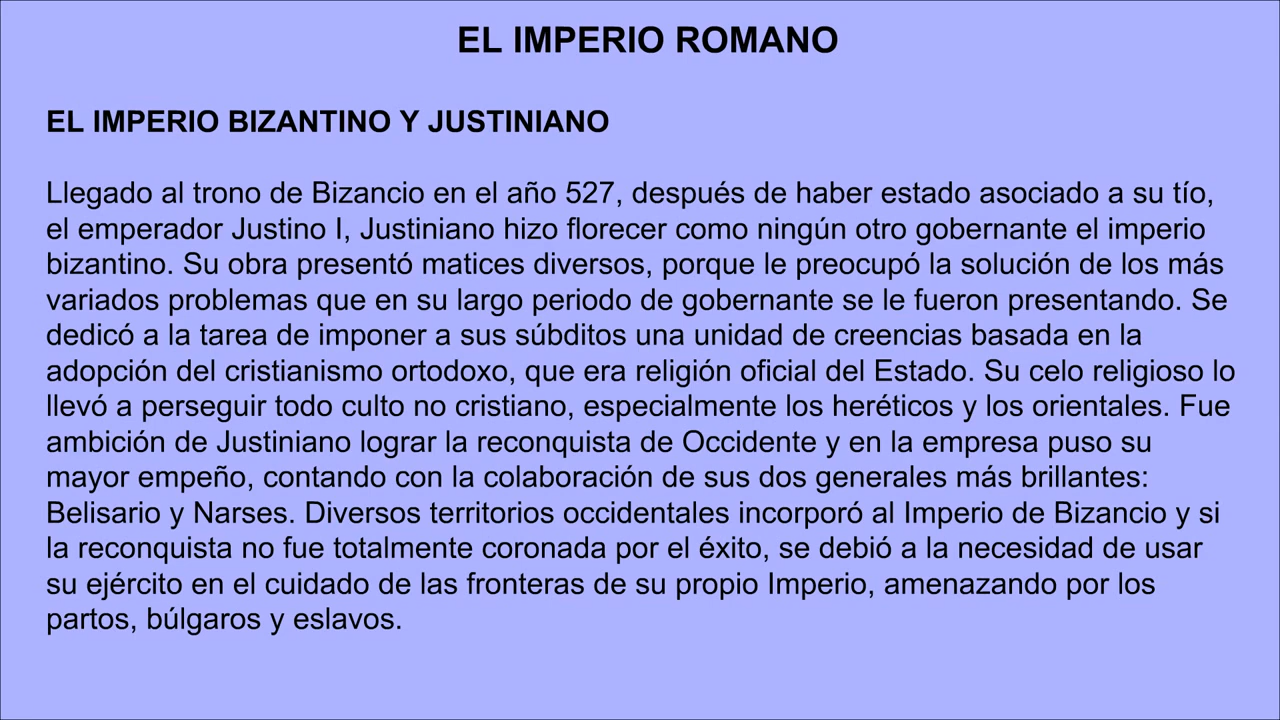 EL IMPERIO ROMANO
EL IMPERIO BIZANTINO Y JUSTINIANO
Llegado al trono de Bizancio en el año 527, después de haber estado asociado a su tío,
el emperador Justino I, Justiniano hizo florecer como ningún otro gobernante el imperio
bizantino. Su obra presentó matices diversos, porque le preocupó la solución de los más
variados problemas que en su largo periodo de gobernante se le fueron presentando. Se
dedicó a la tarea de imponer a sus súbditos una unidad de creencias basada en la
adopción del cristianismo ortodoxo, que era religión oficial del Estado. Su celo religioso lo
llevó a perseguir todo culto no cristiano, especialmente los heréticos y los orientales. Fue
ambición de Justiniano lograr la reconquista de Occidente y en la empresa puso su
mayor empeño, contando con la colaboración de sus dos generales más brillantes:
Belisario y Narses. Diversos territorios occidentales incorporó al Imperio de Bizancio y si
la reconquista no fue totalmente coronada por el éxito, se debió a la necesidad de usar
su ejército en el cuidado de las fronteras de su propio Imperio, amenazando por los
partos, búlgaros y eslavos.